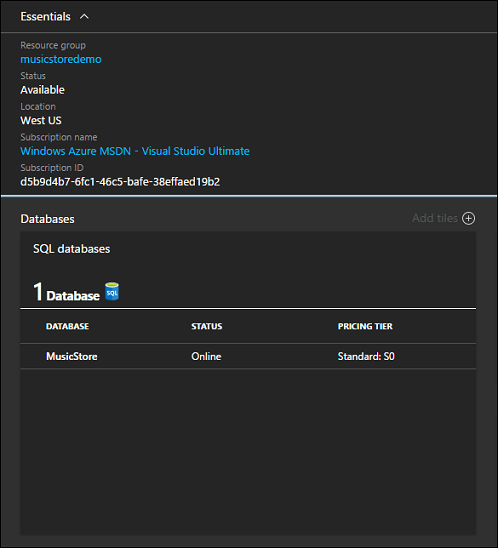 Essentials
Resource group
musicstoredemo
Status
Available
Location
West US
Subscription name
Windows Azure MSDN - Visual Studio Ultimate
Subscription ID
d5b9d4b7-6fc1-46c5-bafe-38effaed19b2
Databases Add tiles
SQL databases
1 Database SQL
DATABASE STATUS PRICING TIER
MusicStore Online Standard: S0